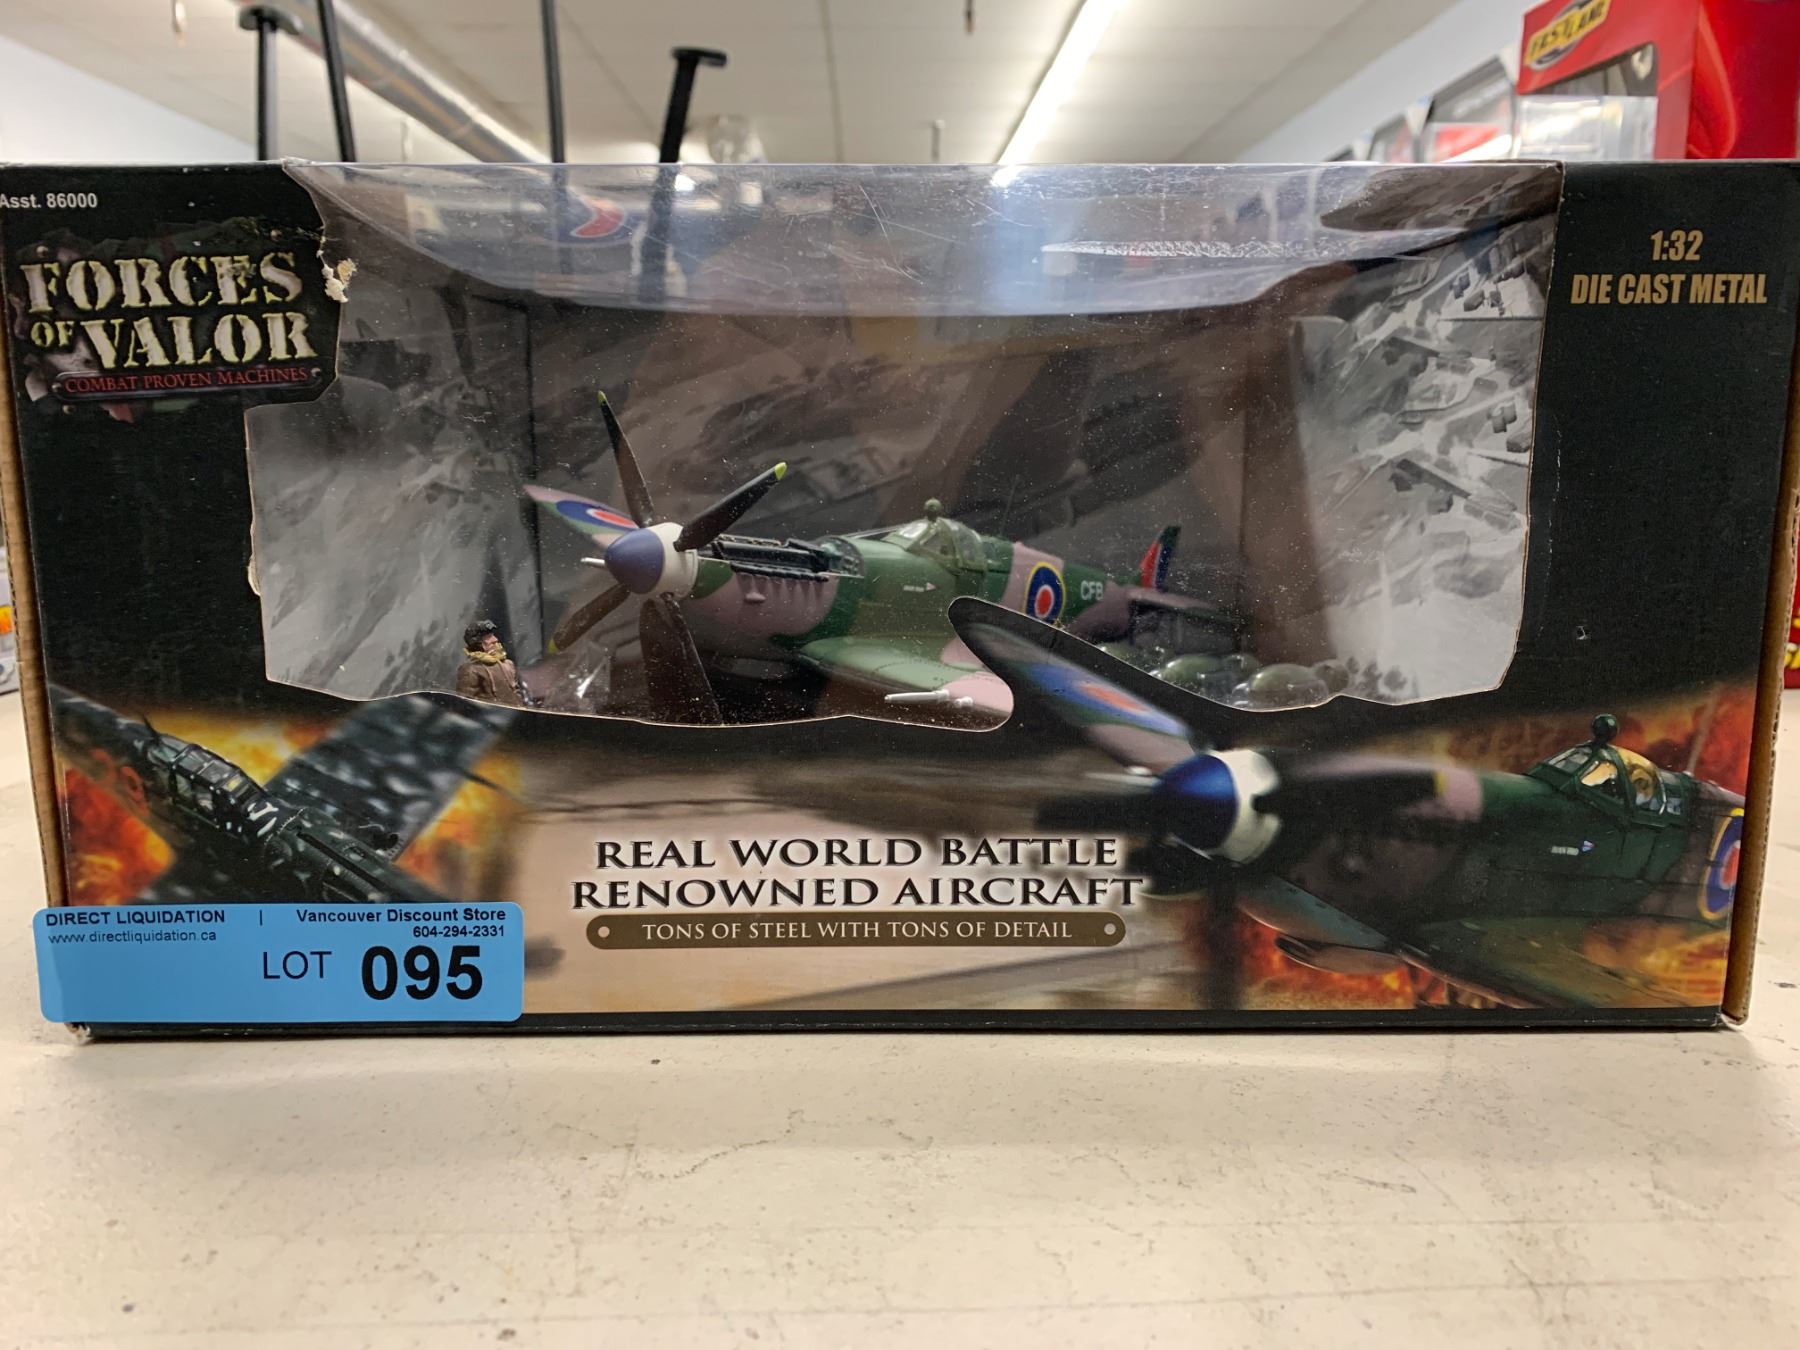 Asst. 86000
FORCES
OF VALOR
COMBAT PROVEN MACHINES
1:32
DIE CAST METAL
FAST LANE
CFB
REAL WORLD BATTLE
RENOWNED AIRCRAFT
TONS OF STEEL WITH TONS OF DETAIL
DIRECT LIQUIDATION | Vancouver Discount Store
www.directliquidation.ca 604-294-2331
LOT 095